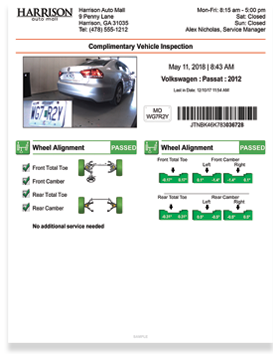 HARRISON
auto mall
Harrison Auto Mall
9 Penny Lane
Harrison, GA 31035
Tel: (478) 555-1212
Mon-Fri: 8:15 am - 5:00 pm
Sat: Closed
Sun: Closed
Alex Nicholas, Service Manager
Complimentary Vehicle Inspection
May 11, 2018 | 8:43 AM
Volkswagen : Passat : 2012
Last in Date: 12/10/17 11:54 AM
WG7R2Y
MO
WG7R2Y
JTNBK46K783036728
Wheel Alignment PASSED
Front Total Toe
Front Camber
Rear Total Toe
Rear Camber
No additional service needed
Wheel Alignment PASSED
Front Total Toe
Front Camber
Left Right
Rear Total Toe
Rear Camber
Left Right
SAMPLE